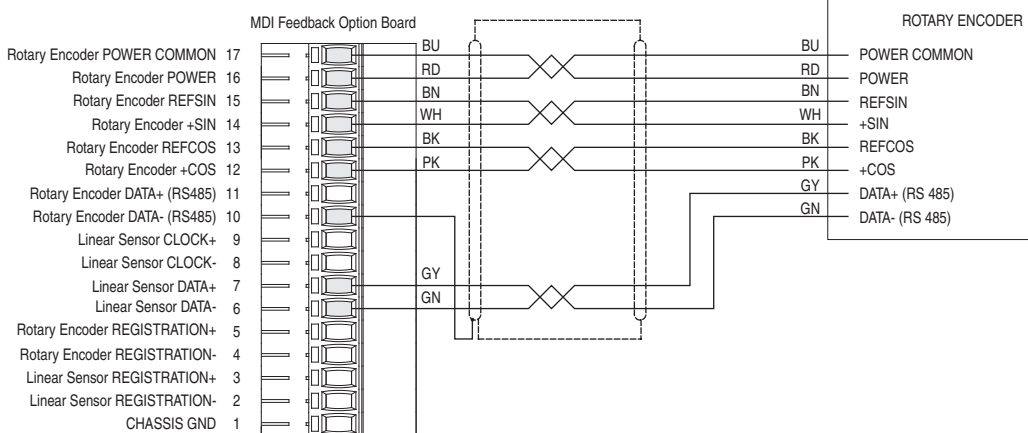 MDI Feedback Option Board
ROTARY ENCODER
Rotary Encoder POWER COMMON 17 BU BU POWER COMMON
Rotary Encoder POWER 16 RD RD POWER
Rotary Encoder REFSIN 15 BN BN REFSIN
Rotary Encoder +SIN 14 WH WH +SIN
Rotary Encoder REFCOS 13 BK BK REFCOS
Rotary Encoder +COS 12 PK PK +COS
Rotary Encoder DATA+ (RS485) 11 GY DATA+ (RS 485)
Rotary Encoder DATA- (RS485) 10 GN DATA- (RS 485)
Linear Sensor CLOCK+ 9
Linear Sensor CLOCK- 8
Linear Sensor DATA+ 7 GY
Linear Sensor DATA- 6 GN
Rotary Encoder REGISTRATION+ 5
Rotary Encoder REGISTRATION- 4
Linear Sensor REGISTRATION+ 3
Linear Sensor REGISTRATION- 2
CHASSIS GND 1